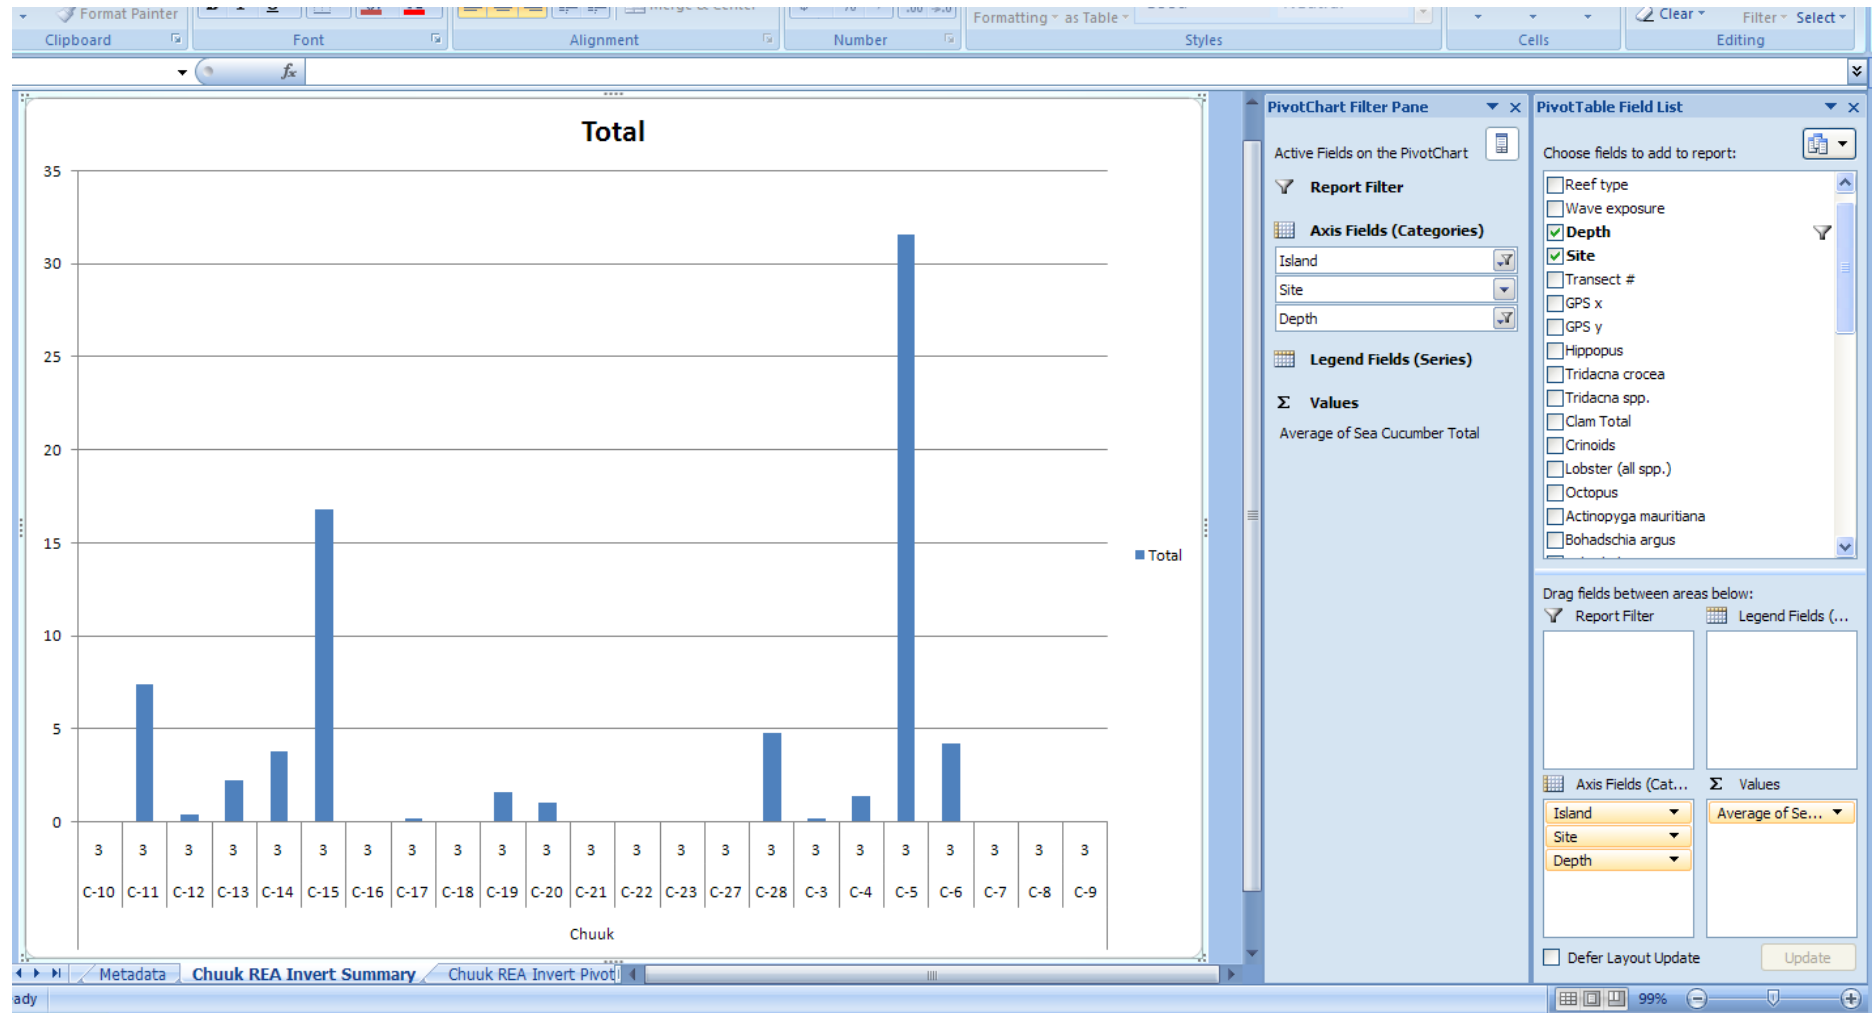 Format Painter
Merge & Center
Formatting as Table
Clear
Filter Select
Clipboard Font Alignment Number Styles Cells Editing
fx
Total
35
30
25
20
15
10
5
0
Total
3 3 3 3 3 3 3 3 3 3 3 3 3 3 3 3 3 3 3 3 3 3 3
C-10 C-11 C-12 C-13 C-14 C-15 C-16 C-17 C-18 C-19 C-20 C-21 C-22 C-23 C-27 C-28 C-3 C-4 C-5 C-6 C-7 C-8 C-9
Chuuk
PivotChart Filter Pane
Active Fields on the PivotChart
Report Filter
Axis Fields (Categories)
Island
Site
Depth
Legend Fields (Series)
Σ Values
Average of Sea Cucumber Total
PivotTable Field List
Choose fields to add to report:
Reef type
Wave exposure
Depth
Site
Transect #
GPS x
GPS y
Hippopus
Tridacna crocea
Tridacna spp.
Clam Total
Crinoids
Lobster (all spp.)
Octopus
Actinopyga mauritiana
Bohadschia argus
Drag fields between areas below:
Report Filter Legend Fields (...
Axis Fields (Cat... Σ Values
Island Average of Se...
Site
Depth
Defer Layout Update Update
Metadata Chuuk REA Invert Summary Chuuk REA Invert Pivot
ady 99%